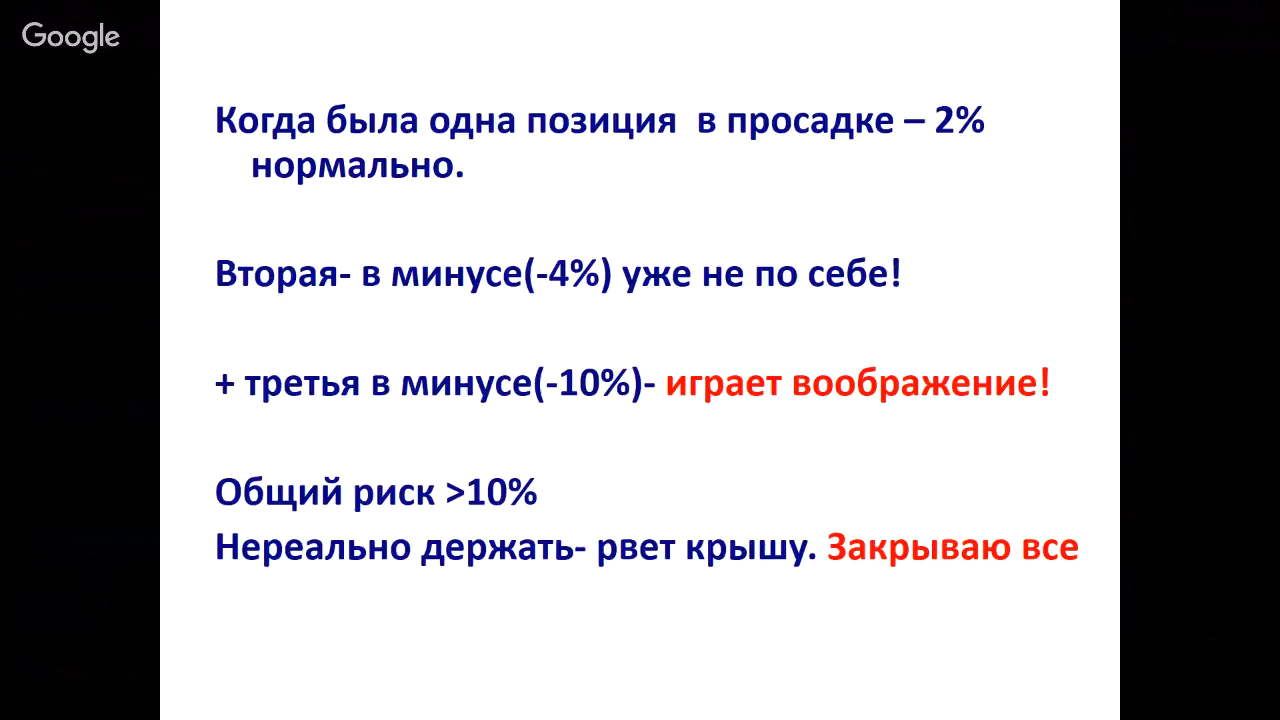 Google
Когда была одна позиция в просадке – 2%
нормально.
Вторая- в минусе(-4%) уже не по себе!
+ третья в минусе(-10%)- играет воображение!
Общий риск >10%
Нереально держать- рвет крышу. Закрываю все